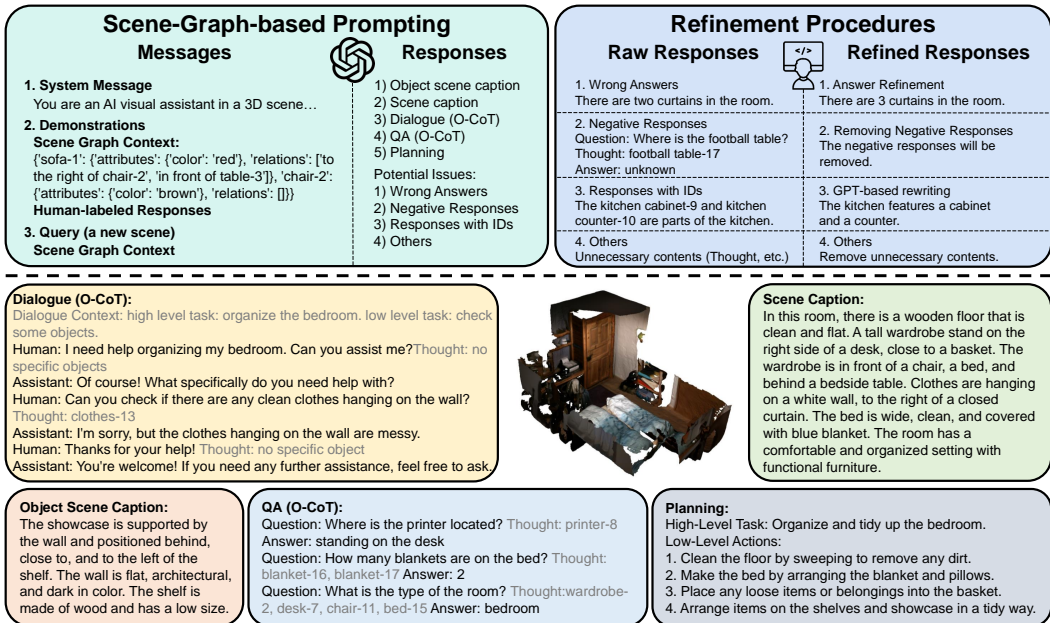 Scene-Graph-based Prompting
Messages
1. System Message
You are an AI visual assistant in a 3D scene…
2. Demonstrations
Scene Graph Context:
{'sofa-1': {'attributes': {'color': 'red'}, 'relations': ['to
the right of chair-2', 'in front of table-3']}, 'chair-2':
{'attributes': {'color': 'brown'}, 'relations': []}}
Human-labeled Responses
3. Query (a new scene)
Scene Graph Context
Responses
1) Object scene caption
2) Scene caption
3) Dialogue (O-CoT)
4) QA (O-CoT)
5) Planning
Potential Issues:
1) Wrong Answers
2) Negative Responses
3) Responses with IDs
4) Others
Refinement Procedures
Raw Responses
</>
Refined Responses
1. Wrong Answers
There are two curtains in the room.
1. Answer Refinement
There are 3 curtains in the room.
2. Negative Responses
Question: Where is the football table?
Thought: football table-17
Answer: unknown
2. Removing Negative Responses
The negative responses will be
removed.
3. Responses with IDs
The kitchen cabinet-9 and kitchen
counter-10 are parts of the kitchen.
3. GPT-based rewriting
The kitchen features a cabinet
and a counter.
4. Others
Unnecessary contents (Thought, etc.)
4. Others
Remove unnecessary contents.
Dialogue (O-CoT):
Dialogue Context: high level task: organize the bedroom. low level task: check
some objects.
Human: I need help organizing my bedroom. Can you assist me?Thought: no
specific objects
Assistant: Of course! What specifically do you need help with?
Human: Can you check if there are any clean clothes hanging on the wall?
Thought: clothes-13
Assistant: I'm sorry, but the clothes hanging on the wall are messy.
Human: Thanks for your help! Thought: no specific object
Assistant: You're welcome! If you need any further assistance, feel free to ask.
Scene Caption:
In this room, there is a wooden floor that is
clean and flat. A tall wardrobe stand on the
right side of a desk, close to a basket. The
wardrobe is in front of a chair, a bed, and
behind a bedside table. Clothes are hanging
on a white wall, to the right of a closed
curtain. The bed is wide, clean, and covered
with blue blanket. The room has a
comfortable and organized setting with
functional furniture.
Object Scene Caption:
The showcase is supported by
the wall and positioned behind,
close to, and to the left of the
shelf. The wall is flat, architectural,
and dark in color. The shelf is
made of wood and has a low size.
QA (O-CoT):
Question: Where is the printer located? Thought: printer-8
Answer: standing on the desk
Question: How many blankets are on the bed? Thought:
blanket-16, blanket-17 Answer: 2
Question: What is the type of the room? Thought:wardrobe-
2, desk-7, chair-11, bed-15 Answer: bedroom
Planning:
High-Level Task: Organize and tidy up the bedroom.
Low-Level Actions:
1. Clean the floor by sweeping to remove any dirt.
2. Make the bed by arranging the blanket and pillows.
3. Place any loose items or belongings into the basket.
4. Arrange items on the shelves and showcase in a tidy way.